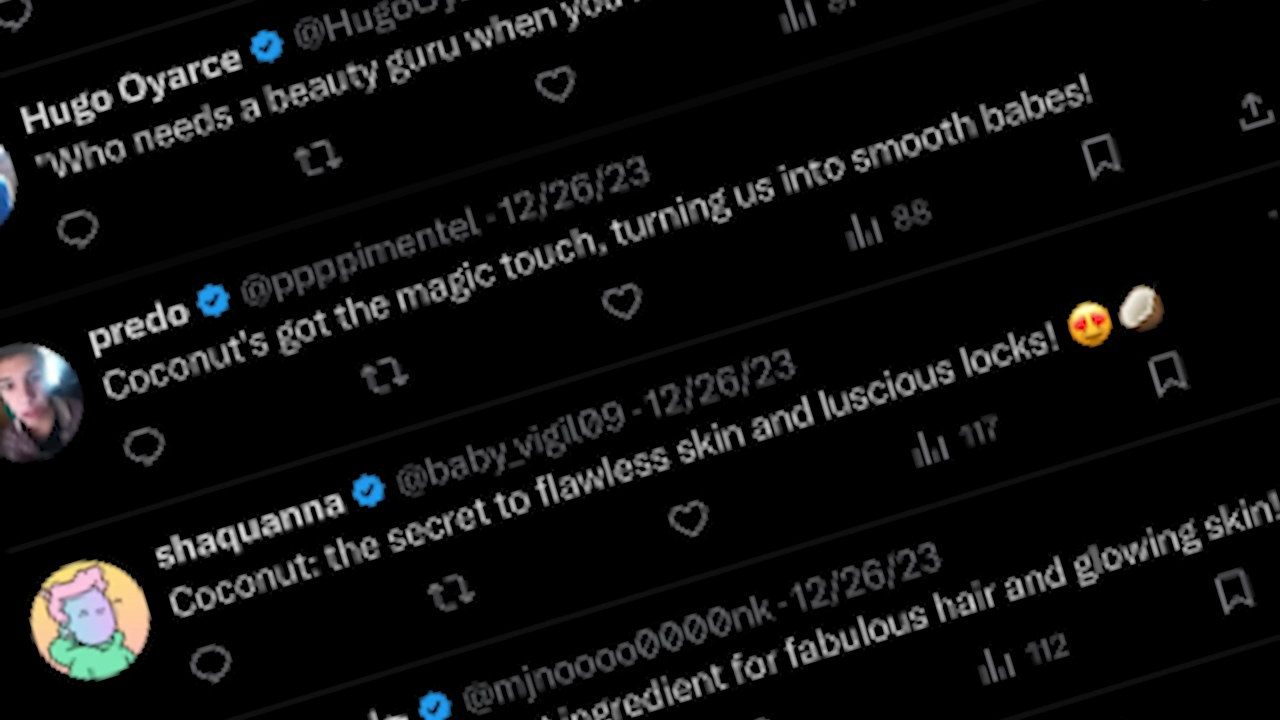 Hugo Oyarce
"Who needs a beauty guru when you
predo @ppppimentel · 12/26/23
Coconut's got the magic touch, turning us into smooth babes!
88
shaquanna @baby_vigil09 · 12/26/23
Coconut: the secret to flawless skin and luscious locks! 😍🥥
117
@mjnoooo0000nk · 12/26/23
ingredient for fabulous hair and glowing skin!
112